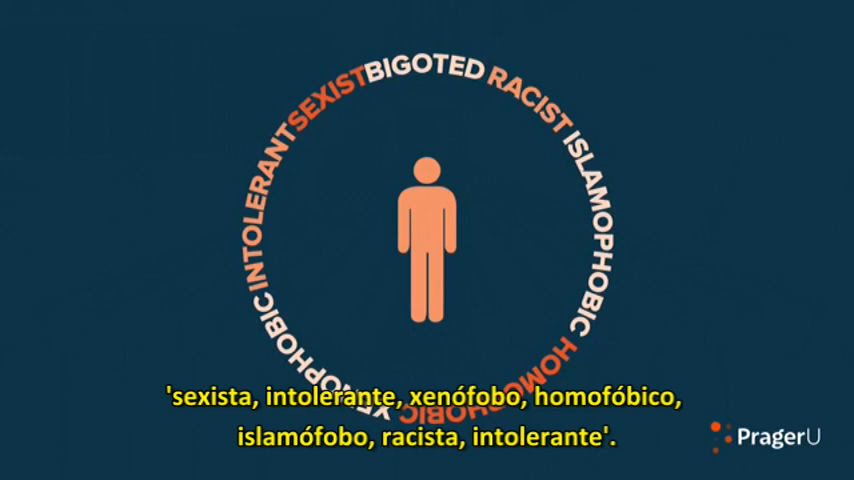 SEXIST BIGOTED RACIST ISLAMOPHOBIC HOMOPHOBIC XENOPHOBIC INTOLERANT
'sexista, intolerante, xenófobo, homofóbico,
islamófobo, racista, intolerante'.
PragerU